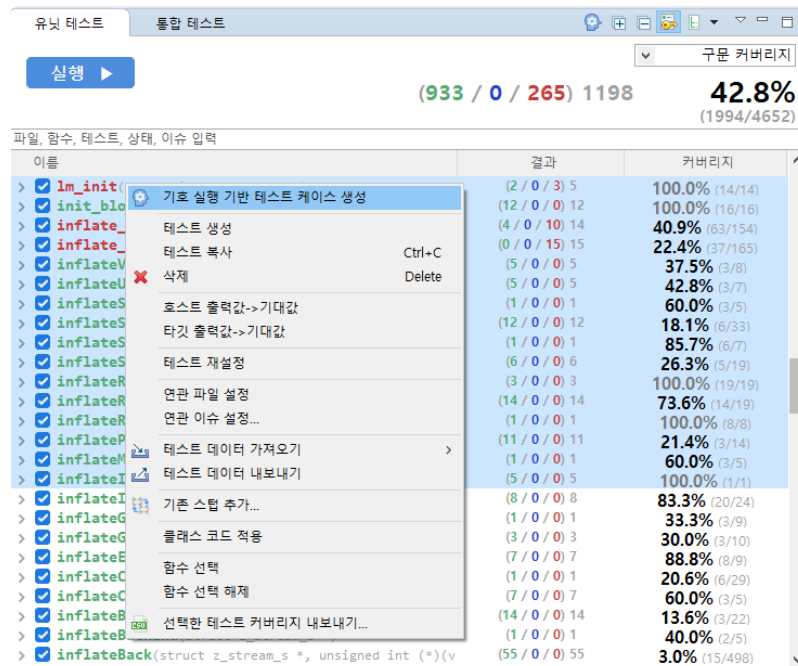 유닛 테스트 통합 테스트
실행 ▶ 구문 커버리지
(933 / 0 / 265) 1198 42.8%
(1994/4652)
파일, 함수, 테스트, 상태, 이슈 입력
이름 결과 커버리지
lm_init( (2 / 0 / 3) 5 100.0% (14/14)
init_blo (12 / 0 / 0) 12 100.0% (16/16)
inflate_ (4 / 0 / 10) 14 40.9% (63/154)
inflate_ (0 / 0 / 15) 15 22.4% (37/165)
inflateV (5 / 0 / 0) 5 37.5% (3/8)
inflateU (5 / 0 / 0) 5 42.8% (3/7)
inflateS (1 / 0 / 0) 1 60.0% (3/5)
inflateS (12 / 0 / 0) 12 18.1% (6/33)
inflateS (1 / 0 / 0) 1 85.7% (6/7)
inflateS (6 / 0 / 0) 6 26.3% (5/19)
inflateR (3 / 0 / 0) 3 100.0% (19/19)
inflateR (14 / 0 / 0) 14 73.6% (14/19)
inflateR (1 / 0 / 0) 1 100.0% (8/8)
inflateP (11 / 0 / 0) 11 21.4% (3/14)
inflateM (1 / 0 / 0) 1 60.0% (3/5)
inflateI (5 / 0 / 0) 5 100.0% (1/1)
inflateI (8 / 0 / 0) 8 83.3% (20/24)
inflateG (1 / 0 / 0) 1 33.3% (3/9)
inflateG (3 / 0 / 0) 3 30.0% (3/10)
inflateE (7 / 0 / 0) 7 88.8% (8/9)
inflateC (1 / 0 / 0) 1 20.6% (6/29)
inflateC (7 / 0 / 0) 7 60.0% (3/5)
inflateB (14 / 0 / 0) 14 13.6% (3/22)
inflateB (1 / 0 / 0) 1 40.0% (2/5)
inflateBack(struct z_stream_s *, unsigned int (*)(v (55 / 0 / 0) 55 3.0% (15/498)
기호 실행 기반 테스트 케이스 생성
테스트 생성
테스트 복사 Ctrl+C
삭제 Delete
호스트 출력값->기대값
타깃 출력값->기대값
테스트 재설정
연관 파일 설정
연관 이슈 설정...
테스트 데이터 가져오기
테스트 데이터 내보내기
기존 스텁 추가...
클래스 코드 적용
함수 선택
함수 선택 해제
선택한 테스트 커버리지 내보내기...